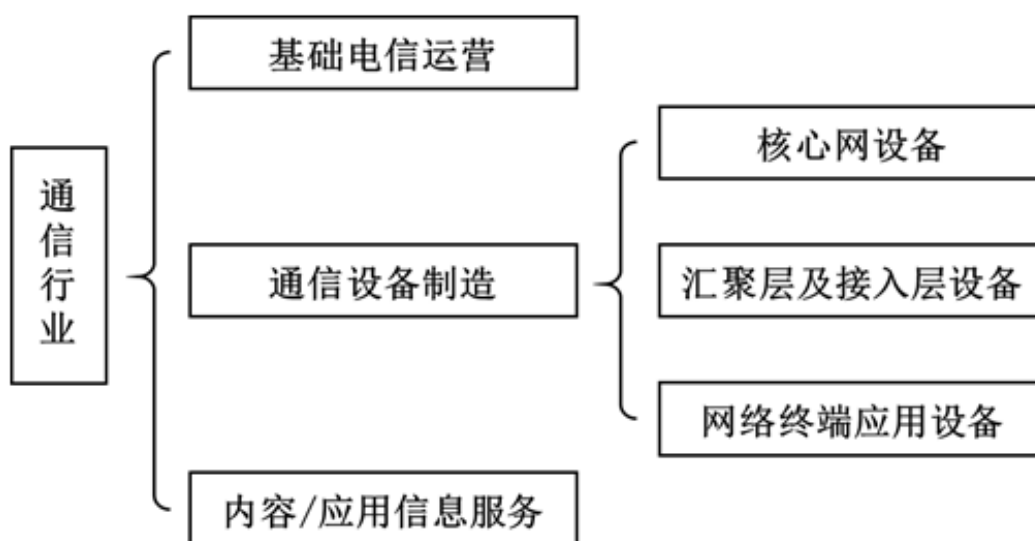 通信行业
基础电信运营
通信设备制造
内容/应用信息服务
核心网设备
汇聚层及接入层设备
网络终端应用设备